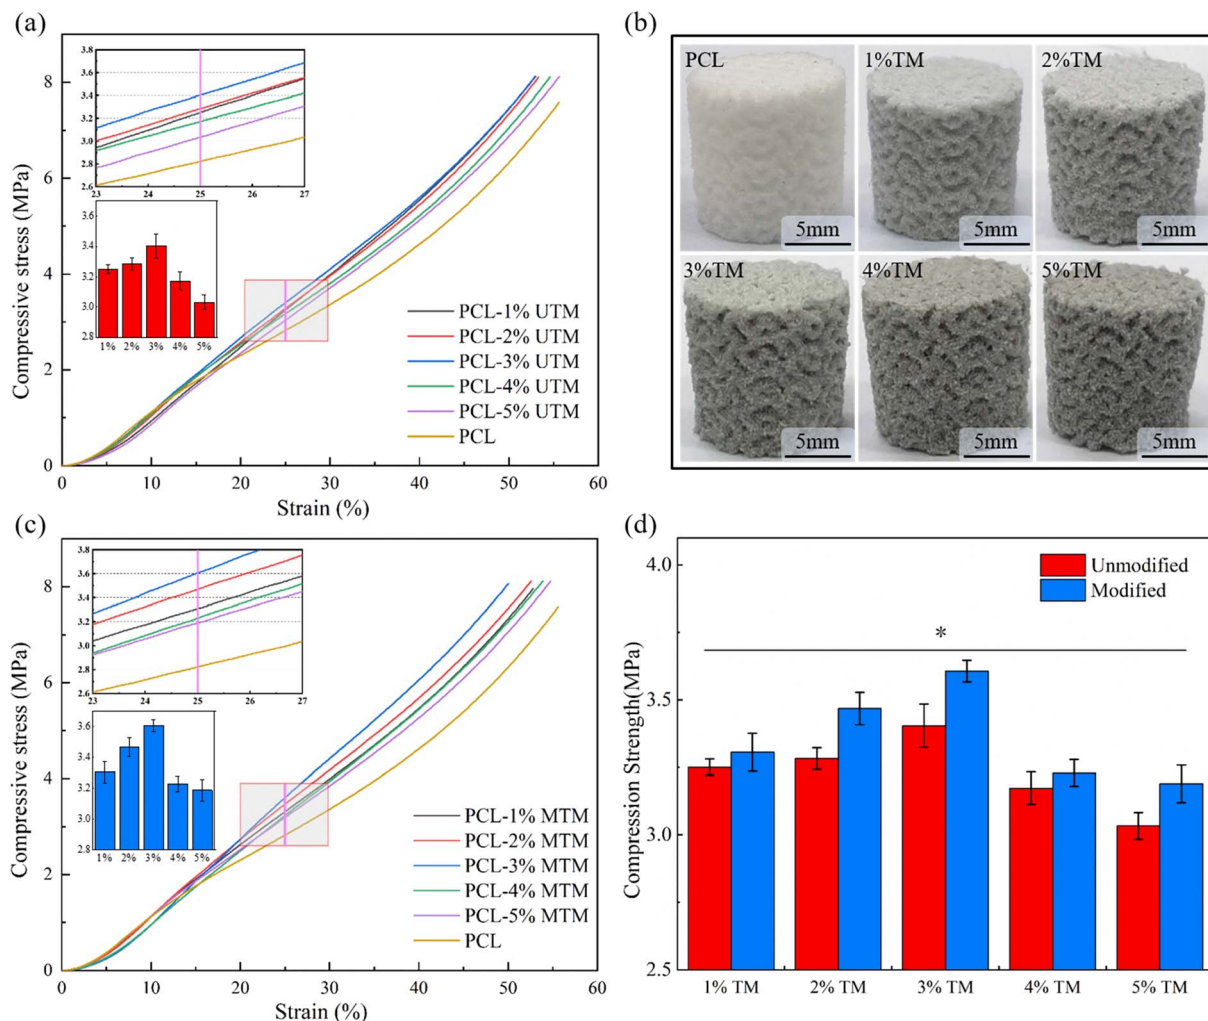 (a)
Compressive stress (MPa)
8
6
4
2
0
0 10 20 30 40 50 60
Strain (%)
3.8
3.6
3.4
3.2
3.0
2.8
2.6
23 24 25 26 27
3.6
3.4
3.2
3.0
2.8
1% 2% 3% 4% 5%
PCL-1% UTM
PCL-2% UTM
PCL-3% UTM
PCL-4% UTM
PCL-5% UTM
PCL
(b)
PCL
5mm
1%TM
5mm
2%TM
5mm
3%TM
5mm
4%TM
5mm
5%TM
5mm
(c)
Compressive stress (MPa)
8
6
4
2
0
0 10 20 30 40 50 60
Strain (%)
3.8
3.6
3.4
3.2
3.0
2.8
2.6
23 24 25 26 27
3.6
3.4
3.2
3.0
2.8
1% 2% 3% 4% 5%
PCL-1% MTM
PCL-2% MTM
PCL-3% MTM
PCL-4% MTM
PCL-5% MTM
PCL
(d)
Compression Strength(MPa)
4.0
3.5
3.0
2.5
Unmodified
Modified
*
1% TM 2% TM 3% TM 4% TM 5% TM